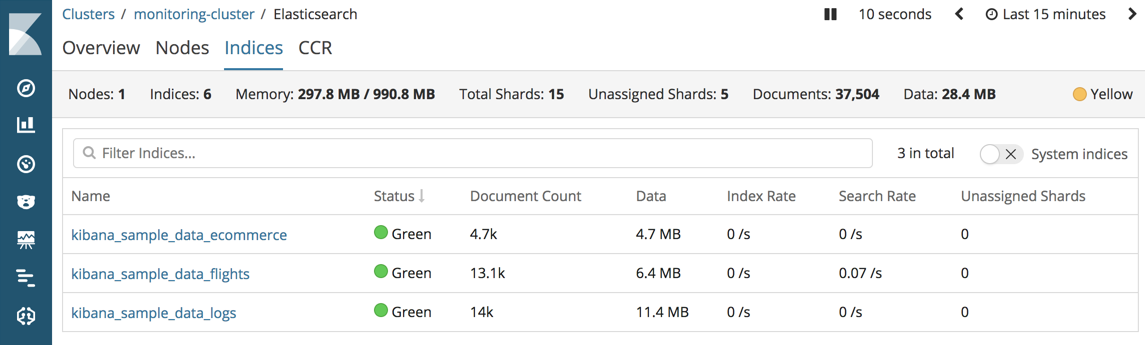 Clusters / monitoring-cluster / Elasticsearch 10 seconds Last 15 minutes
Overview Nodes Indices CCR
Nodes: 1 Indices: 6 Memory: 297.8 MB / 990.8 MB Total Shards: 15 Unassigned Shards: 5 Documents: 37,504 Data: 28.4 MB Yellow
Filter Indices... 3 in total System indices
Name Status Document Count Data Index Rate Search Rate Unassigned Shards
kibana_sample_data_ecommerce Green 4.7k 4.7 MB 0 /s 0 /s 0
kibana_sample_data_flights Green 13.1k 6.4 MB 0 /s 0.07 /s 0
kibana_sample_data_logs Green 14k 11.4 MB 0 /s 0 /s 0